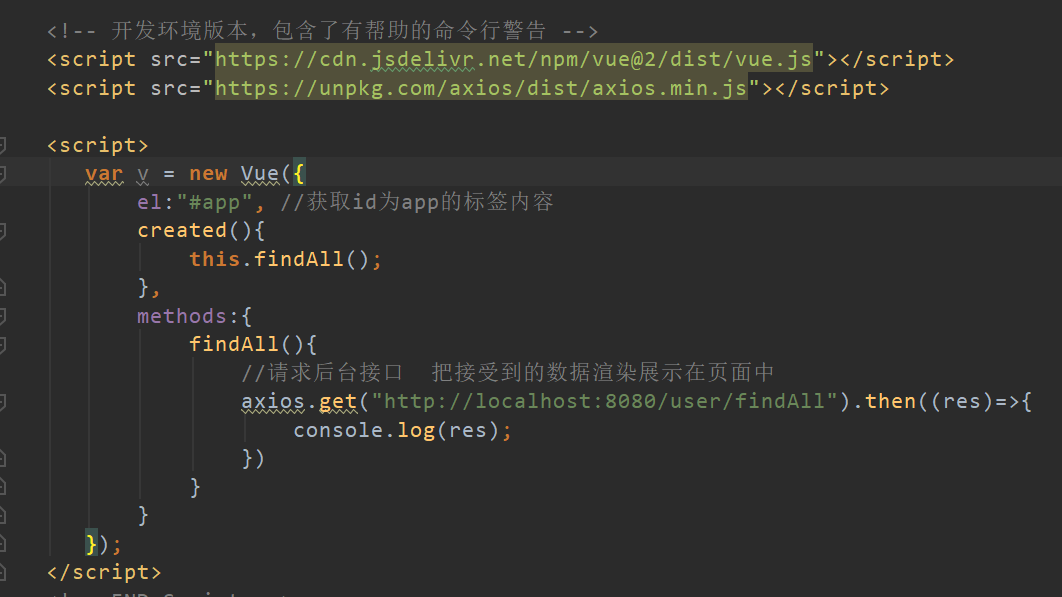 <!-- 开发环境版本，包含了有帮助的命令行警告 -->
<script src="https://cdn.jsdelivr.net/npm/vue@2/dist/vue.js"></script>
<script src="https://unpkg.com/axios/dist/axios.min.js"></script>
<script>
var v = new Vue({
el:"#app", //获取id为app的标签内容
created(){
this.findAll();
},
methods:{
findAll(){
//请求后台接口  把接受到的数据渲染展示在页面中
axios.get("http://localhost:8080/user/findAll").then((res)=>{
console.log(res);
})
}
}
});
</script>